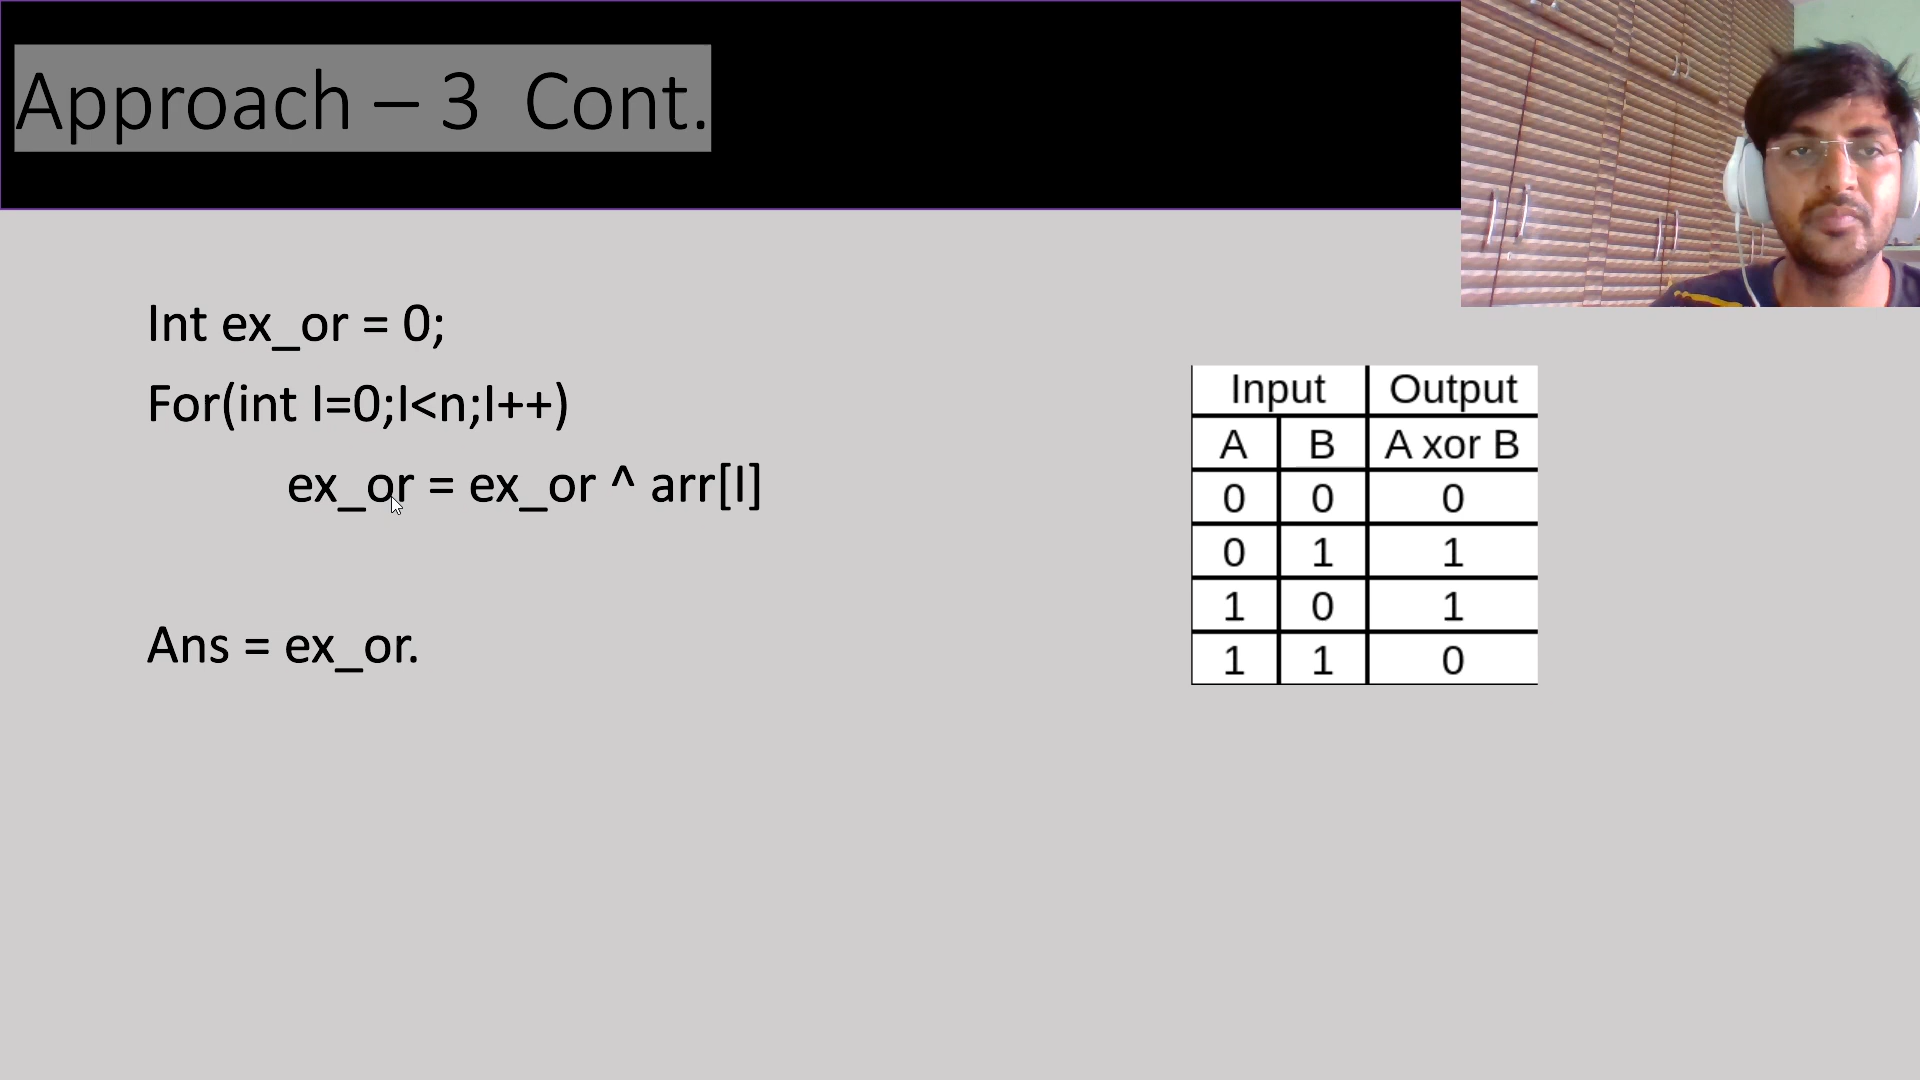 Approach – 3 Cont.
Int ex_or = 0;
For(int I=0;I<n;I++)
ex_or = ex_or ^ arr[I]
Ans = ex_or.
Input Output
A B A xor B
0 0 0
0 1 1
1 0 1
1 1 0